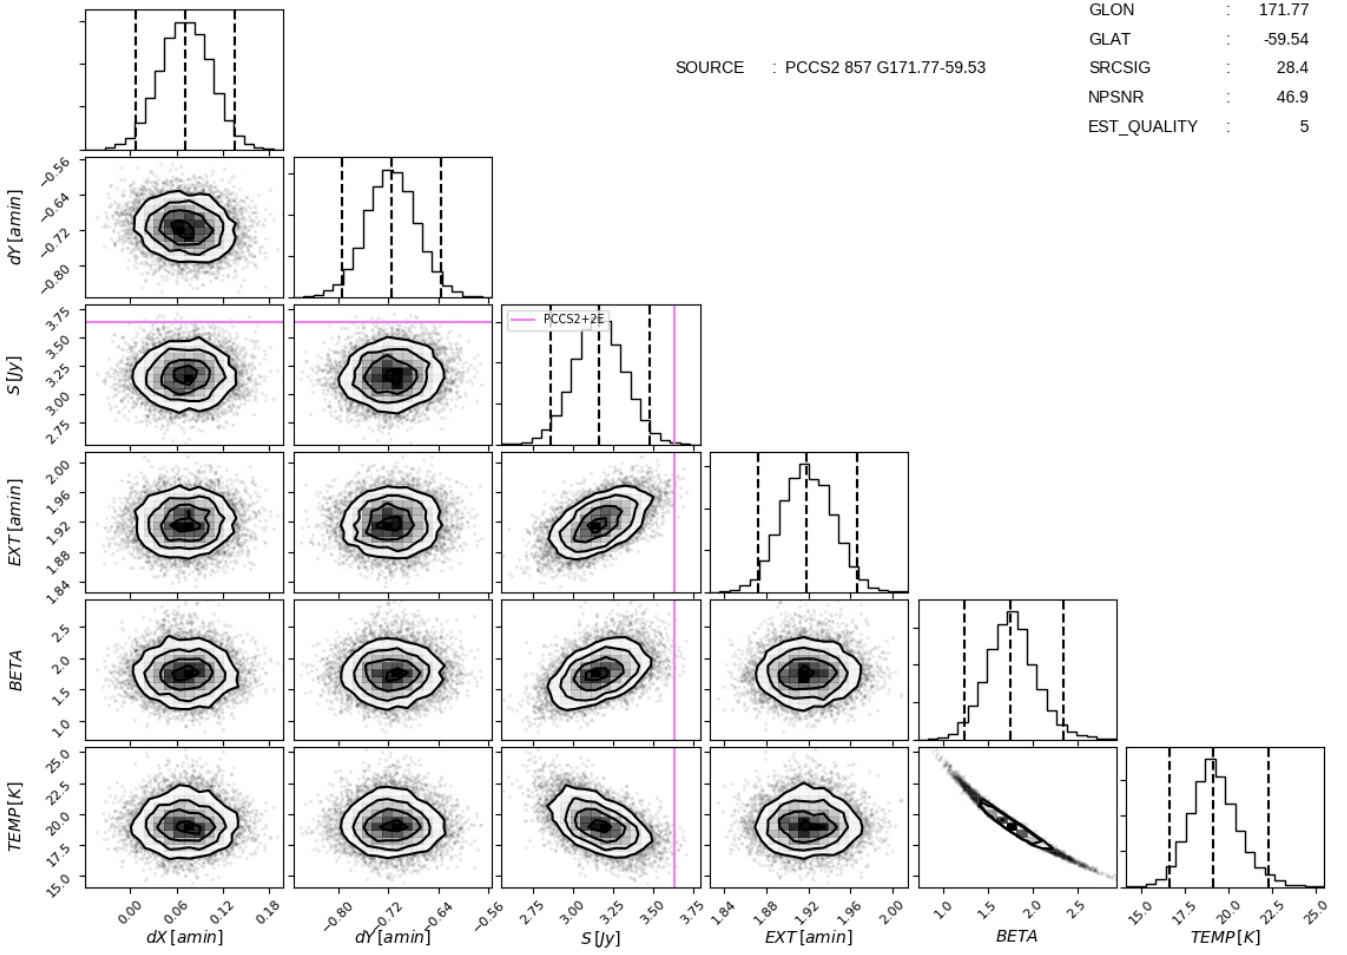 GLON : 171.77
GLAT : -59.54
SOURCE : PCCS2 857 G171.77-59.53
SRCSIG : 28.4
NPSNR : 46.9
EST_QUALITY : 5
dY [amin]
−0.56
−0.64
−0.72
−0.80
S [Jy]
3.75
3.50
3.25
3.00
2.75
PCCS2+2E
EXT [amin]
2.00
1.96
1.92
1.88
1.84
BETA
2.5
2.0
1.5
1.0
TEMP [K]
25.0
22.5
20.0
17.5
15.0
0.00 0.06 0.12 0.18
−0.80 −0.72 −0.64 −0.56
2.75 3.00 3.25 3.50 3.75
1.84 1.88 1.92 1.96 2.00
1.0 1.5 2.0 2.5
15.0 17.5 20.0 22.5 25.0
dX [amin] dY [amin] S [Jy] EXT [amin] BETA TEMP [K]